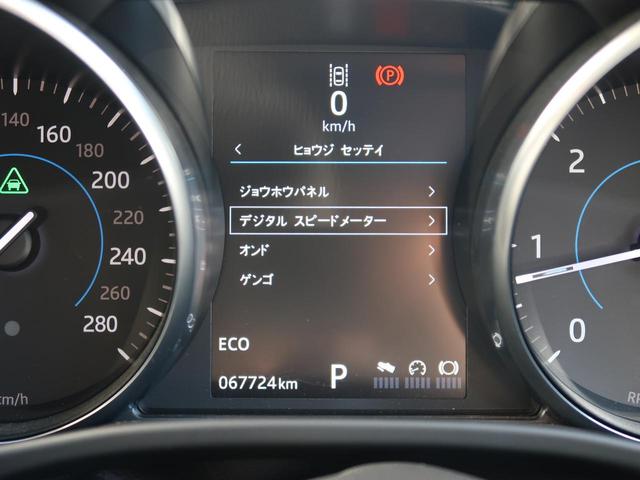 0
km/h
ヒョウジ セッテイ
ジョウホウパネル
デジタル スピードメーター
オンド
ゲンゴ
ECO
067724km
P
140
160
180
200
220
240
260
280
km/h
2
1
0